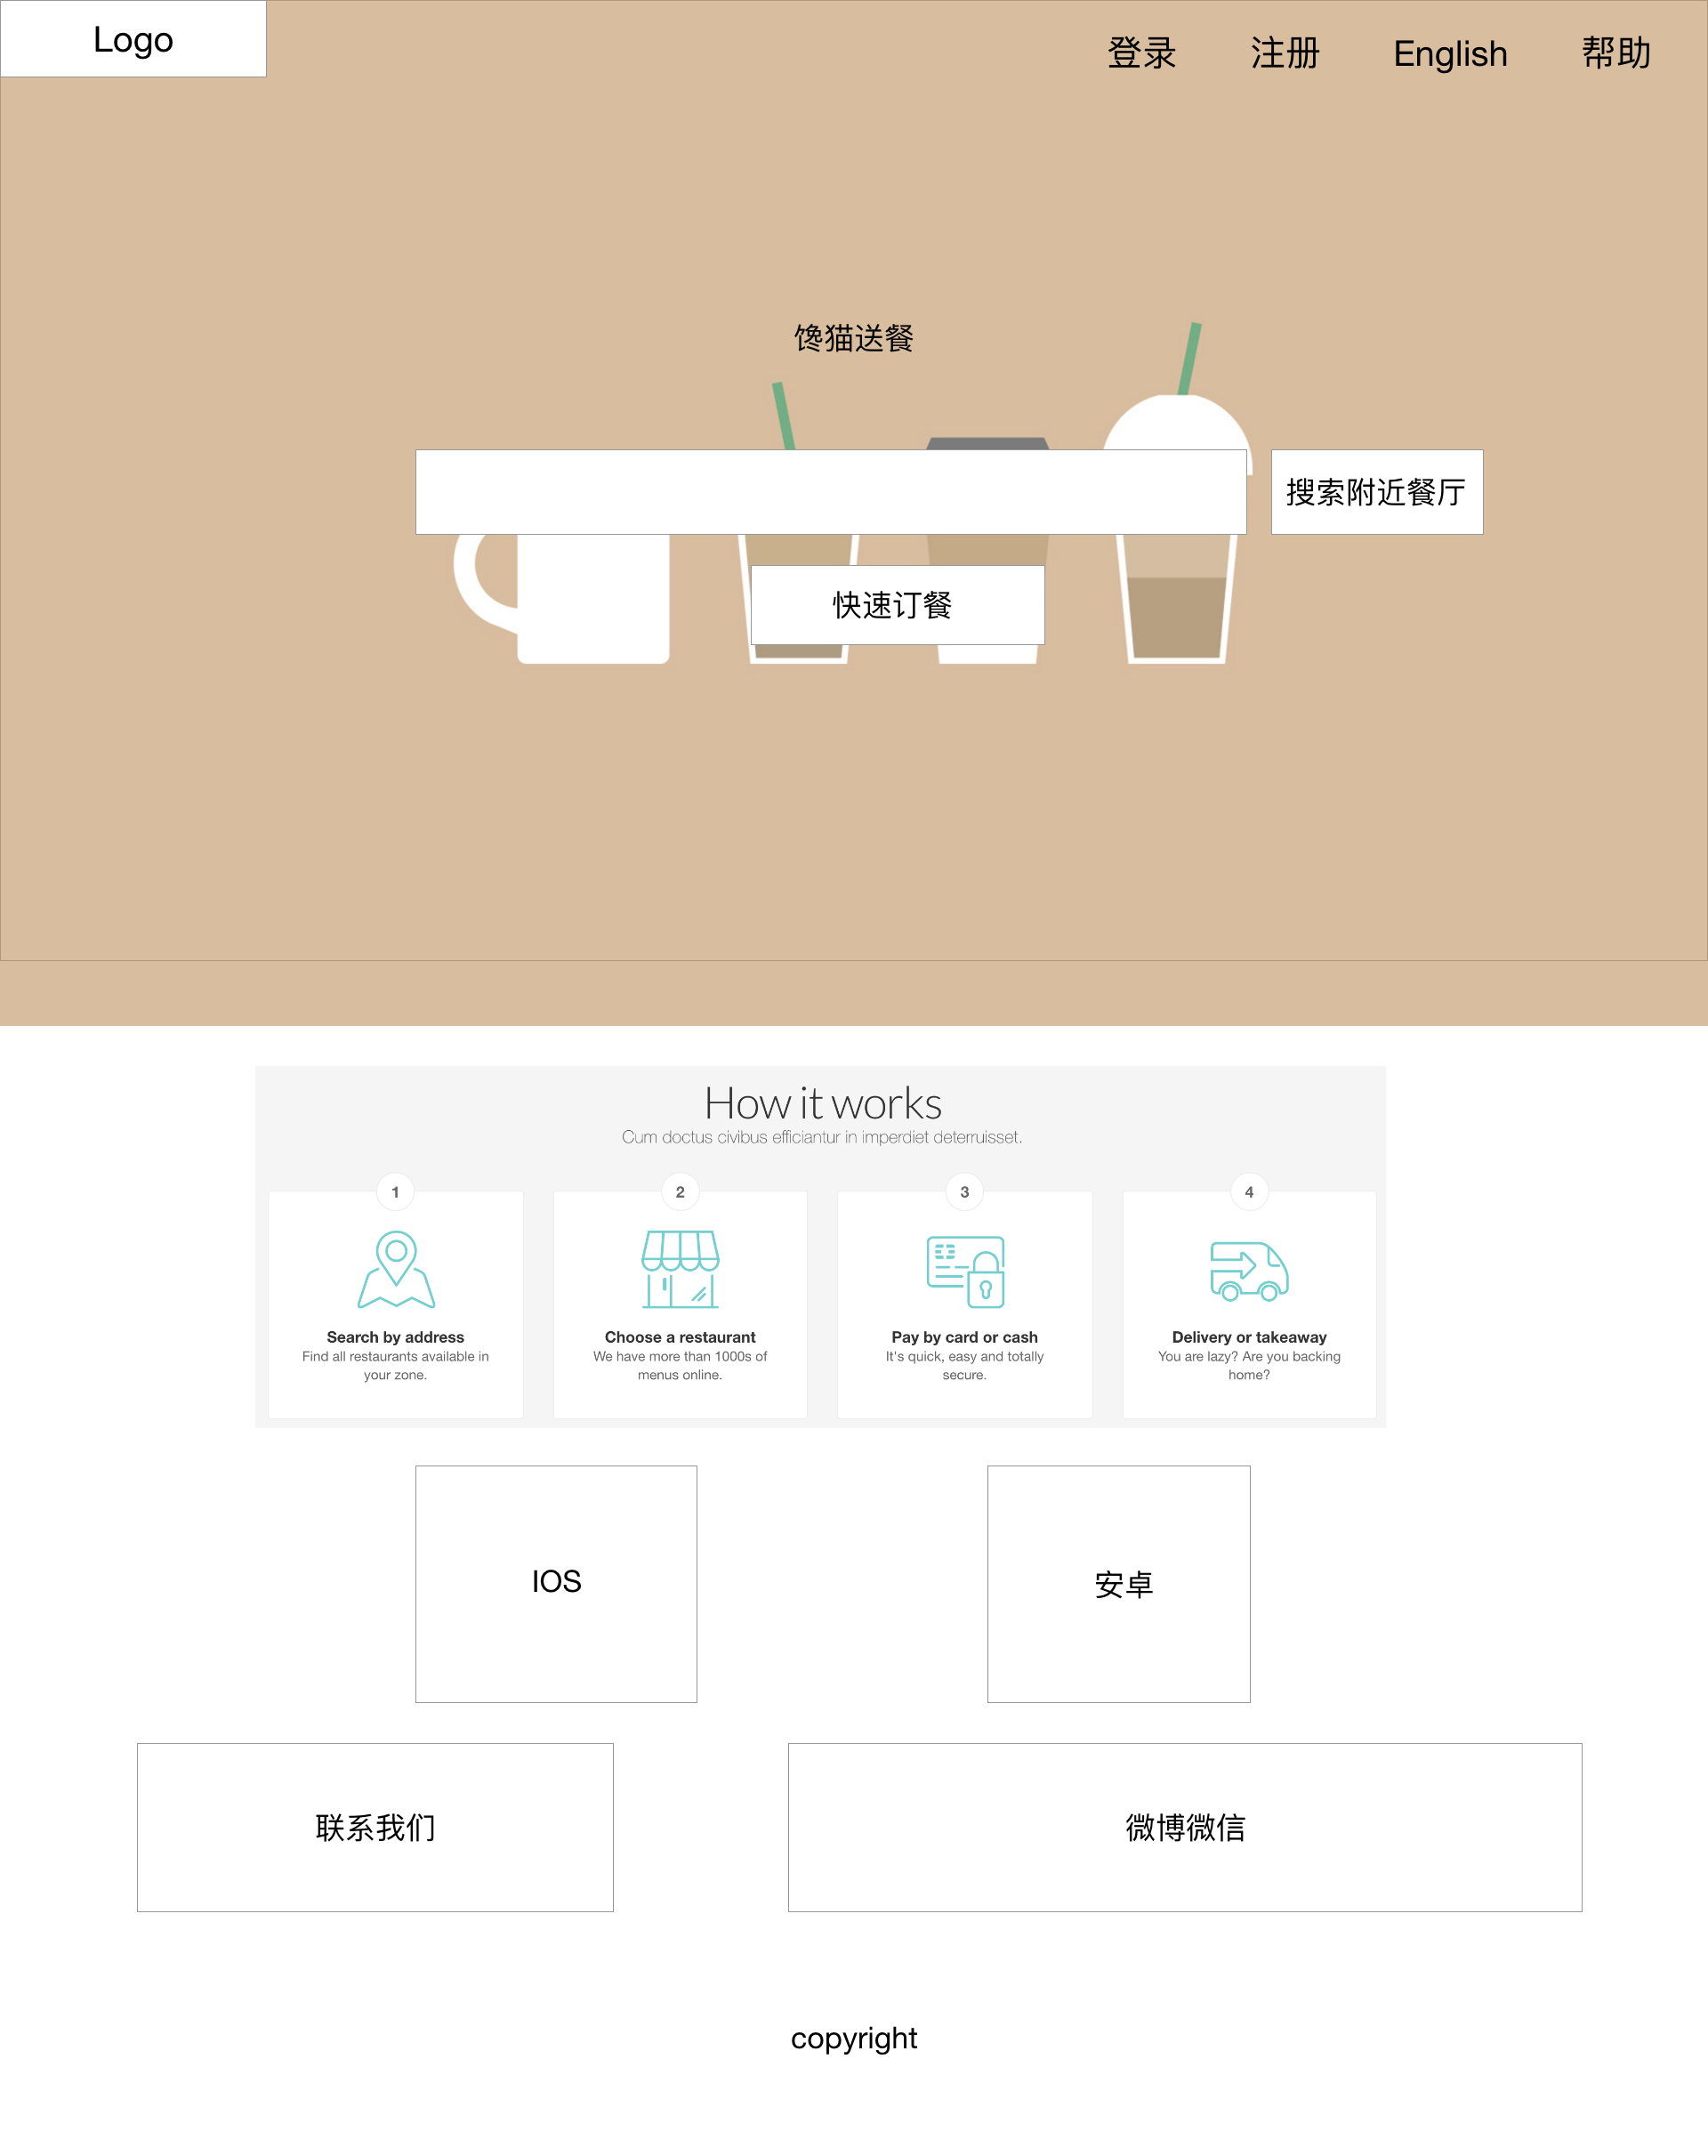 Logo
登录 注册 English 帮助
馋猫送餐
搜索附近餐厅
快速订餐
How it works
Cum doctus civibus efficiantur in imperdiet deterruisset.
1
Search by address
Find all restaurants available in
your zone.
2
Choose a restaurant
We have more than 1000s of
menus online.
3
Pay by card or cash
It's quick, easy and totally
secure.
4
Delivery or takeaway
You are lazy? Are you backing
home?
IOS
安卓
联系我们
微博微信
copyright